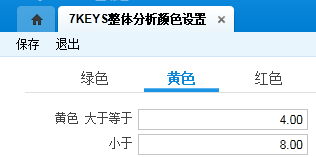 7KEYS整体分析颜色设置 ×
保存 退出
绿色 黄色 红色
黄色 大于等于 4.00
小于 8.00